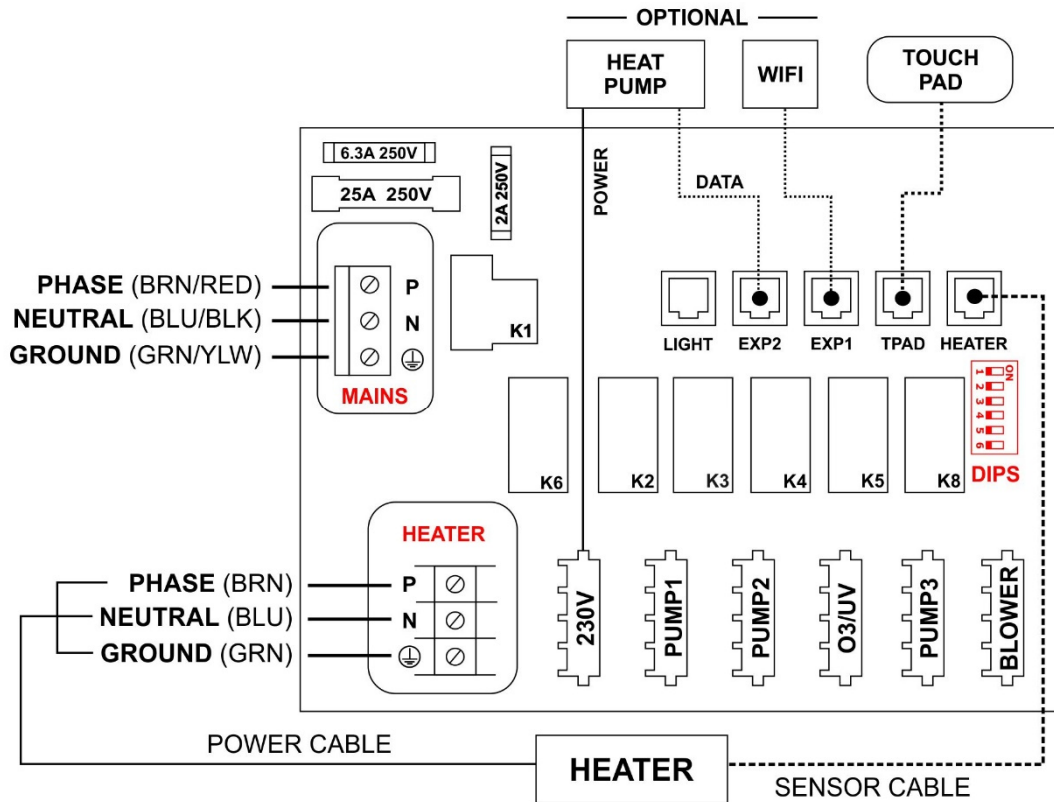 OPTIONAL
HEAT
PUMP
WIFI
TOUCH
PAD
6.3A 250V
25A 250V
2A 250V
POWER
DATA
PHASE (BRN/RED)
NEUTRAL (BLU/BLK)
GROUND (GRN/YLW)
P
N
MAINS
K1
LIGHT
EXP2
EXP1
TPAD
HEATER
ON
1
2
3
4
5
6
DIPS
K6
K2
K3
K4
K5
K8
HEATER
PHASE (BRN)
NEUTRAL (BLU)
GROUND (GRN)
P
N
230V
PUMP1
PUMP2
O3/UV
PUMP3
BLOWER
POWER CABLE
HEATER
SENSOR CABLE